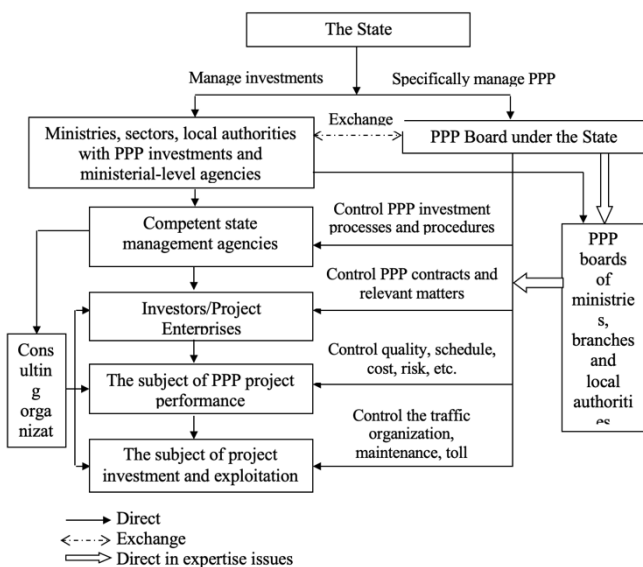 The State
Manage investments
Specifically manage PPP
Ministries, sectors, local authorities
with PPP investments and
ministerial-level agencies
Exchange
PPP Board under the State
Competent state
management agencies
Control PPP investment
processes and procedures
PPP
boards of
ministrie
s,
branches
and
local
authoriti
es
Investors/Project
Enterprises
Control PPP contracts and
relevant matters
Con
sultin
g
organizat
The subject of PPP project
performance
Control quality, schedule,
cost, risk, etc.
The subject of project
investment and exploitation
Control the traffic
organization,
maintenance, toll
Direct
Exchange
Direct in expertise issues